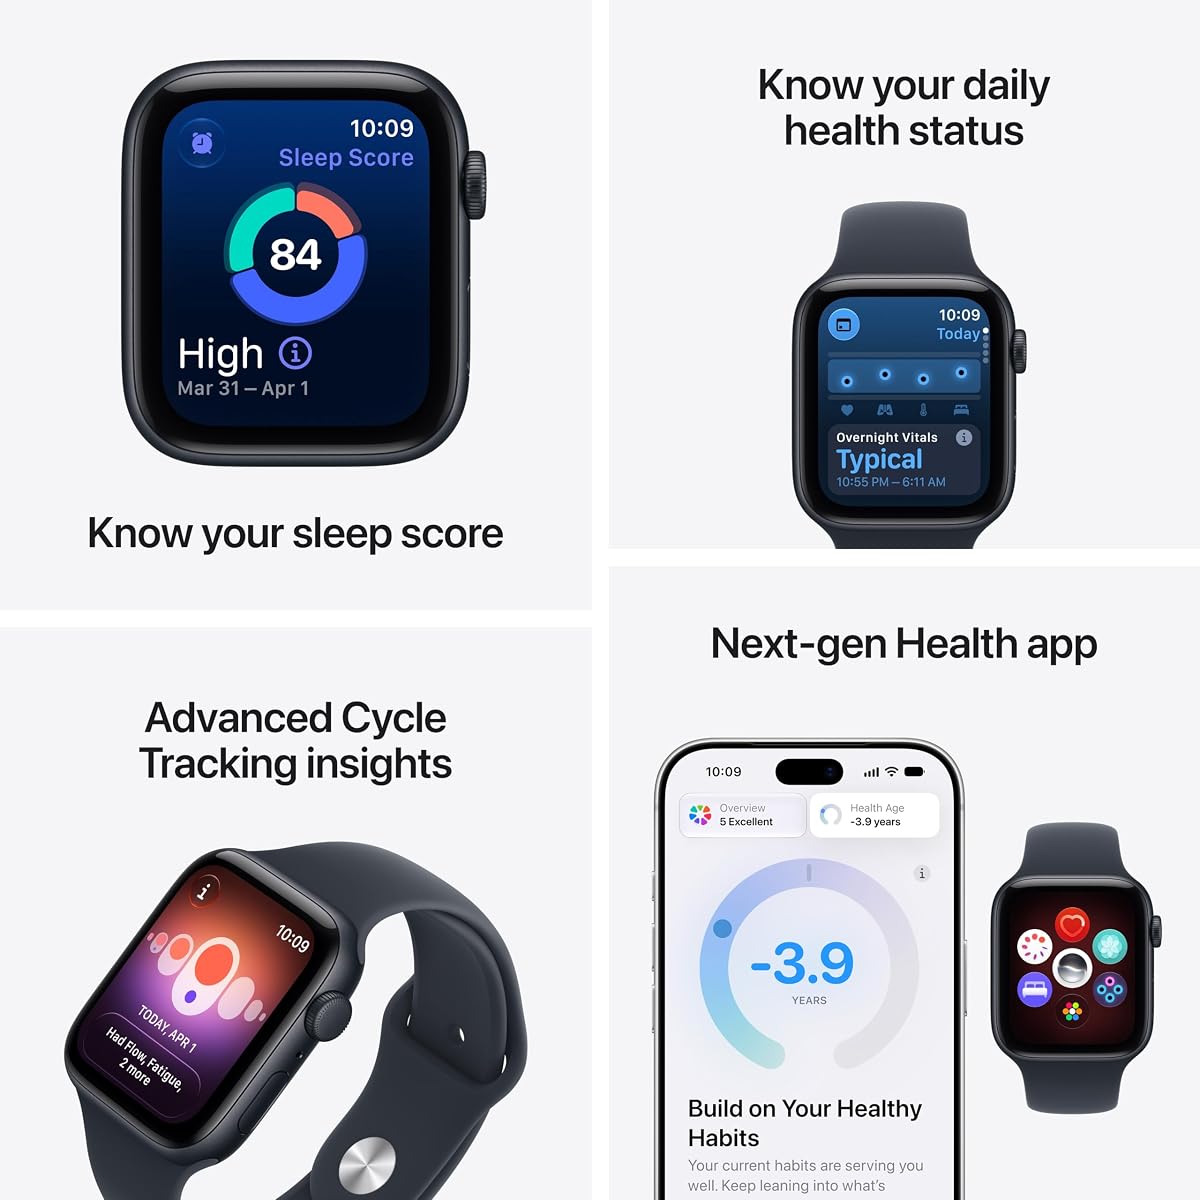 10:09
Sleep Score
84
High
Mar 31 – Apr 1
Know your sleep score
Know your daily
health status
10:09
Today
Overnight Vitals
Typical
10:55 PM – 6:11 AM
Advanced Cycle
Tracking insights
10:09
TODAY, APR 1
Had Flow, Fatigue,
2 more
Next-gen Health app
10:09
Overview
5 Excellent
Health Age
-3.9 years
-3.9
YEARS
Build on Your Healthy
Habits
Your current habits are serving you
well. Keep leaning into what’s